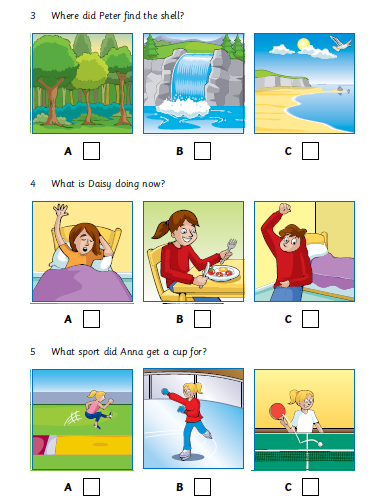 3 Where did Peter find the shell?
A B C
4 What is Daisy doing now?
A B C
5 What sport did Anna get a cup for?
A B C